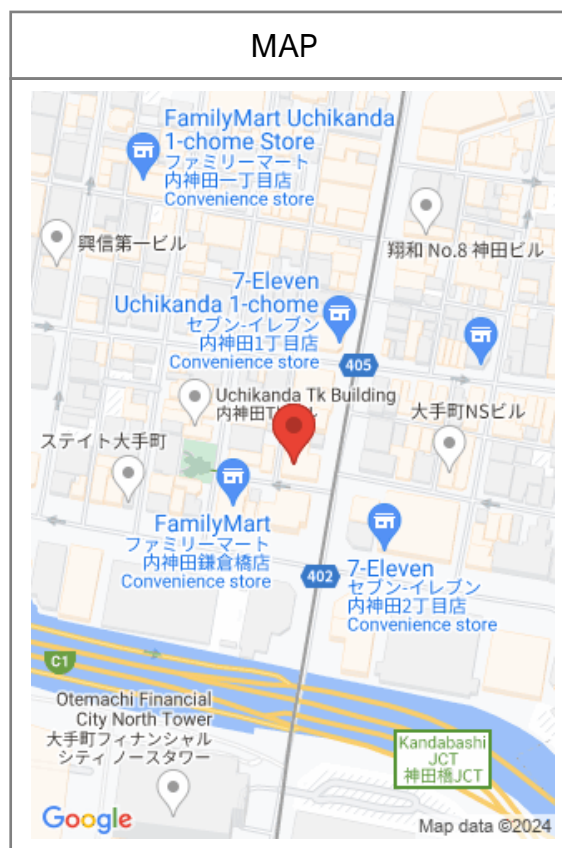 MAP
FamilyMart Uchikanda
1-chome Store
ファミリーマート
内神田一丁目店
Convenience store
興信第一ビル
翔和 No.8 神田ビル
7-Eleven
Uchikanda 1-chome
セブン-イレブン
内神田1丁目店
Convenience store
405
Uchikanda Tk Building
内神田T
ル
大手町NSビル
ステイト大手町
FamilyMart
ファミリーマート
内神田鎌倉橋店
Convenience store
402
7-Eleven
セブン-イレブン
内神田2丁目店
Convenience store
C1
Otemachi Financial
City North Tower
大手町フィナンシャル
シティ ノースタワー
Kandabashi
JCT
神田橋JCT
Google
Map data ©2024